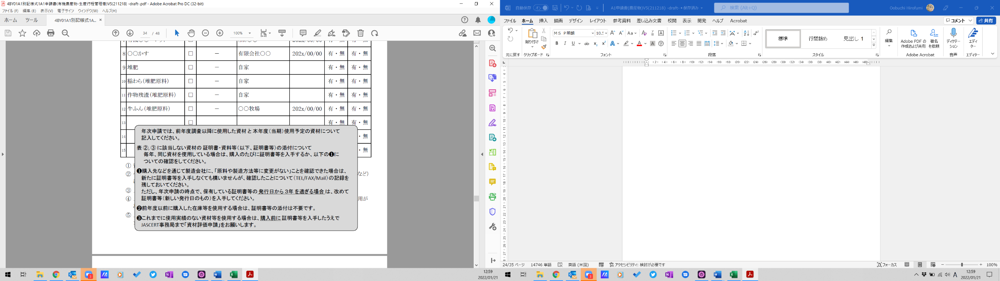 4BY01A1別記様式1A1申請書(有機農産物-生産行程管理者)V5(211218) -draft-.pdf - Adobe Acrobat Pro DC (32-bit)
ファイル(F) 編集(E) 表示(V) 電子サイン ウィンドウ(W) ヘルプ(H)
ホーム ツール 4BY01A1別記様式1A... ×
34 / 48 100%
8 〇〇かす □ － 有限会社〇〇 202x/00/00 有・無 有・無
9 堆肥 □ － 自家 有・無 有・無
10 稲わら(堆肥原料) □ － 自家 有・無 有・無
11 作物残渣(堆肥原料) □ － 自家 有・無 有・無
12 牛ふん(堆肥原料) □ － 〇〇牧場 202x/00/00 有・無 有・無
13 □ 有・無 有・無
14 ・無
15 ・無
年次申請では、前年度調査以降に使用した資材 と 本年度(当期)使用予定の資材について
記入してください。
表 ②, ③ に該当しない資材の 証明書・資料等(以下、証明書等)の添付について
毎年、同じ資材を使用している場合は、購入のたびに証明書等を入手するか、以下の❶に
ついての確認をしてください。
❶購入先などを通じて製造会社に、「原料や製造方法等に変更がない」ことを確認できた場合は、
新たに証明書等を入手しなくても構いませんが、確認したことについて(TEL/FAX/Mail)の記録を
残しておいてください。
ただし、年次申請の時点で、保有している証明書等の 発行日から 3年 を過ぎる場合 は、改めて
証明書等(新しい発行日のもの)を入手してください。
❷前年度以前に購入した在庫等を使用する場合は、証明書等の添付は不要です。
❸これまでに使用実績のない資材等を使用する場合は、購入前に 証明書等を入手したうえで
JASCERT事務局まで「資材評価申請」をお願いします。
①
② など)
③
④ 用が
⑤
12:59
2022/01/21
自動保存 オン A1申請書(農産物)V5(211218) -draft- • 保存済み 検索 (Alt+Q) Oobuchi Hirofumi
ファイル ホーム 挿入 描画 デザイン レイアウト 参考資料 差し込み文書 校閲 表示 開発 ヘルプ Acrobat コメント 共有
貼り付け
ＭＳ Ｐ明朝 10.5
標準 行間詰め 見出し 1
編集
Adobe PDF の
作成および共有
署名
を依頼
ディクテー
ション
エディ
ター
元に戻す クリップボード フォント 段落 スタイル Adobe Acrobat 音声 エディター
24/35 ページ 14746 単語 英語 (米国) アクセシビリティ: 検討が必要です フォーカス 100%
12:59
2022/01/21